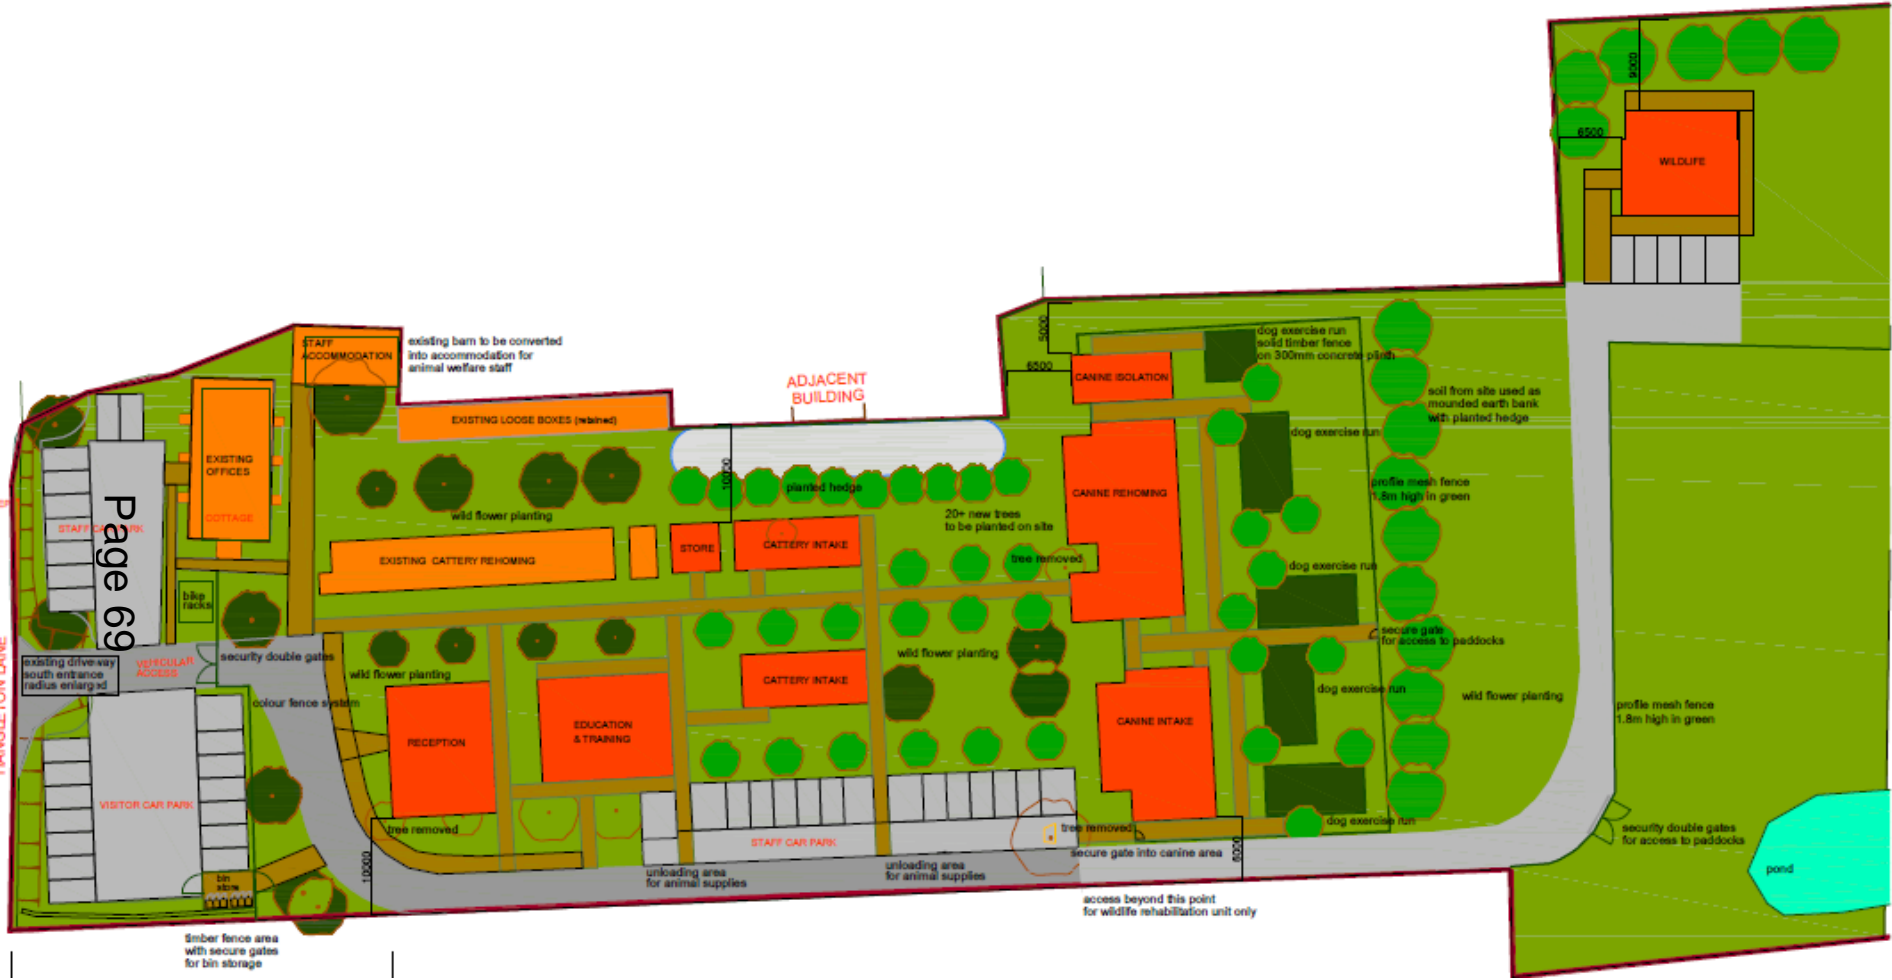 9000
6500
WILDLIFE
STAFF
ACCOMMODATION
existing barn to be converted
into accommodation for
animal welfare staff
ADJACENT
BUILDING
5000
6500
dog exercise run
solid timber fence
on 300mm concrete plinth
CANINE ISOLATION
soil from site used as
mounded earth bank
with planted hedge
EXISTING LOOSE BOXES (retained)
dog exercise run
EXISTING
OFFICES
COTTAGE
10000
planted hedge
CANINE REHOMING
profile mesh fence
1.8m high in green
STAFF CAR PARK
Page 69
wild flower planting
20+ new trees
to be planted on site
STORE
CATTERY INTAKE
EXISTING CATTERY REHOMING
tree removed
dog exercise run
bike
racks
secure gate
for access to paddocks
HANGLETON LANE
existing driveway
south entrance
radius enlarged
VEHICULAR
ACCESS
security double gates
wild flower planting
wild flower planting
CATTERY INTAKE
dog exercise run
wild flower planting
colour fence system
profile mesh fence
1.8m high in green
RECEPTION
EDUCATION
& TRAINING
CANINE INTAKE
VISITOR CAR PARK
tree removed
STAFF CAR PARK
tree removed
dog exercise run
security double gates
for access to paddocks
10000
secure gate into canine area
6000
unloading area
for animal supplies
unloading area
for animal supplies
pond
bin
store
access beyond this point
for wildlife rehabilitation unit only
timber fence area
with secure gates
for bin storage